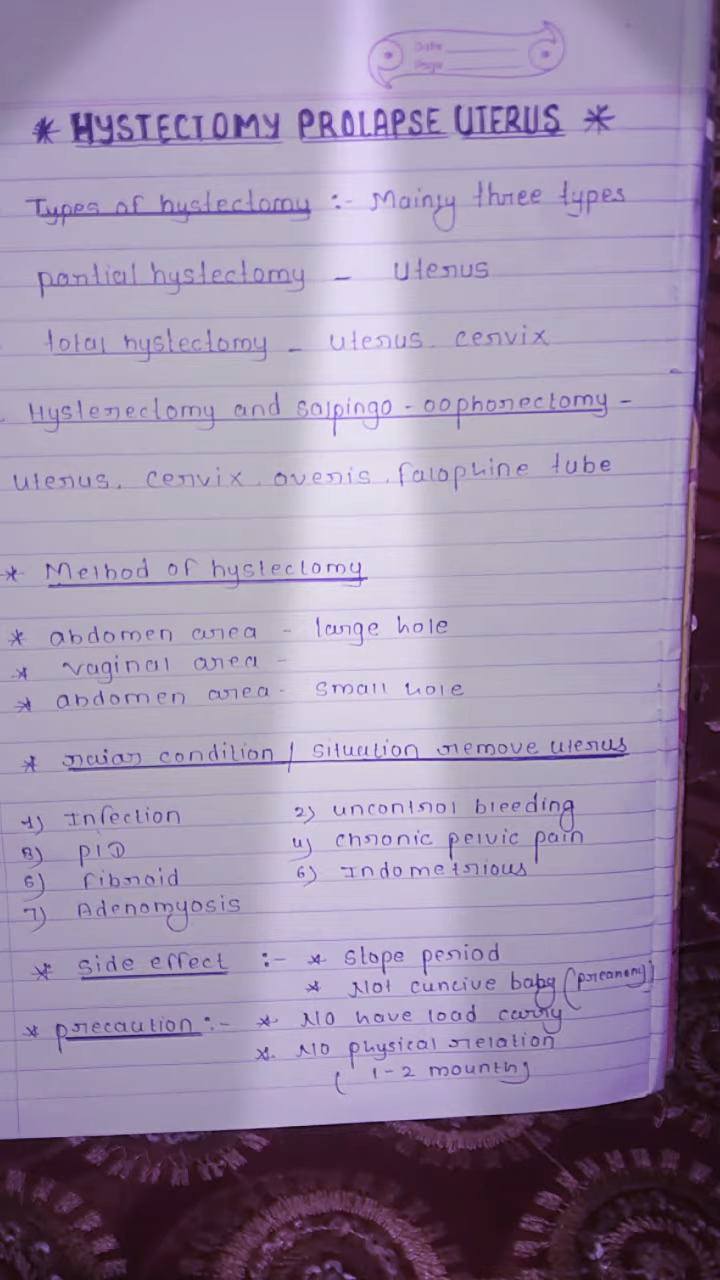 Date
Page
* HYSTECTOMY PROLAPSE UTERUS *
Types of hystectomy :- Mainly three types
partial hystectomy - Uterus
total hystectomy - Uterus. cervix
Hysterectomy and salpingo - oophorectomy -
Uterus. cervix. overis. falophine tube
* Method of hystectomy
* abdomen area - large hole
* vaginal area -
* abdomen area - small hole
* condition / situation remove uterus
1) Infection 2) uncontrol bleeding
3) PID 4) chronic pelvic pain
5) fibroid 6) Indometrious
7) Adenomyosis
* side effect :- * stope period
* Not cuncive baby
* precaution :- * No have load carry
* No physical relation
( 1-2 mounth)